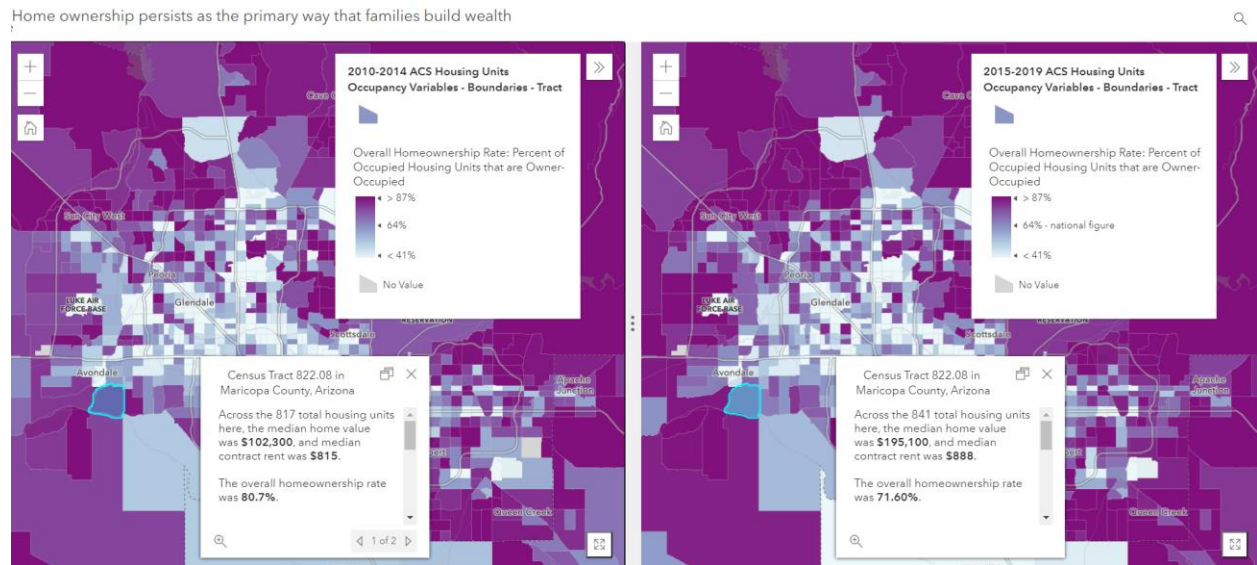 Home ownership persists as the primary way that families build wealth
2010-2014 ACS Housing Units
Occupancy Variables - Boundaries - Tract
Overall Homeownership Rate: Percent of
Occupied Housing Units that are Owner-
Occupied
> 87%
64%
< 41%
No Value
Sun City West
Peoria
LUKE AIR
FORCE BASE
Glendale
RESERVATION
Scottsdale
Avondale
Apache
Junction
Queen Creek
Census Tract 822.08 in
Maricopa County, Arizona
Across the 817 total housing units
here, the median home value
was $102,300, and median
contract rent was $815.
The overall homeownership rate
was 80.7%.
1 of 2
2015-2019 ACS Housing Units
Occupancy Variables - Boundaries - Tract
Overall Homeownership Rate: Percent of
Occupied Housing Units that are Owner-
Occupied
> 87%
64% - national figure
< 41%
No Value
Sun City West
Peoria
LUKE AIR
FORCE BASE
Glendale
RESERVATION
Scottsdale
Avondale
Apache
Junction
Queen Creek
Census Tract 822.08 in
Maricopa County, Arizona
Across the 841 total housing units
here, the median home value
was $195,100, and median
contract rent was $888.
The overall homeownership rate
was 71.60%.